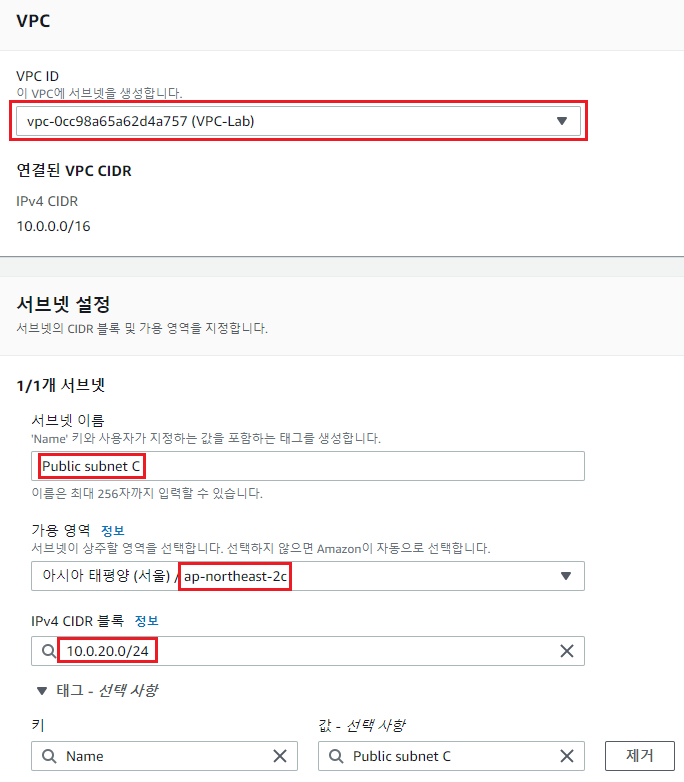 VPC
VPC ID
이 VPC에 서브넷을 생성합니다.
vpc-0cc98a65a62d4a757 (VPC-Lab)
연결된 VPC CIDR
IPv4 CIDR
10.0.0.0/16
서브넷 설정
서브넷의 CIDR 블록 및 가용 영역을 지정합니다.
1/1개 서브넷
서브넷 이름
'Name' 키와 사용자가 지정하는 값을 포함하는 태그를 생성합니다.
Public subnet C
이름은 최대 256자까지 입력할 수 있습니다.
가용 영역 정보
서브넷이 상주할 영역을 선택합니다. 선택하지 않으면 Amazon이 자동으로 선택합니다.
아시아 태평양 (서울) / ap-northeast-2c
IPv4 CIDR 블록 정보
10.0.20.0/24
태그 - 선택 사항
키 값 - 선택 사항
Name Public subnet C 제거